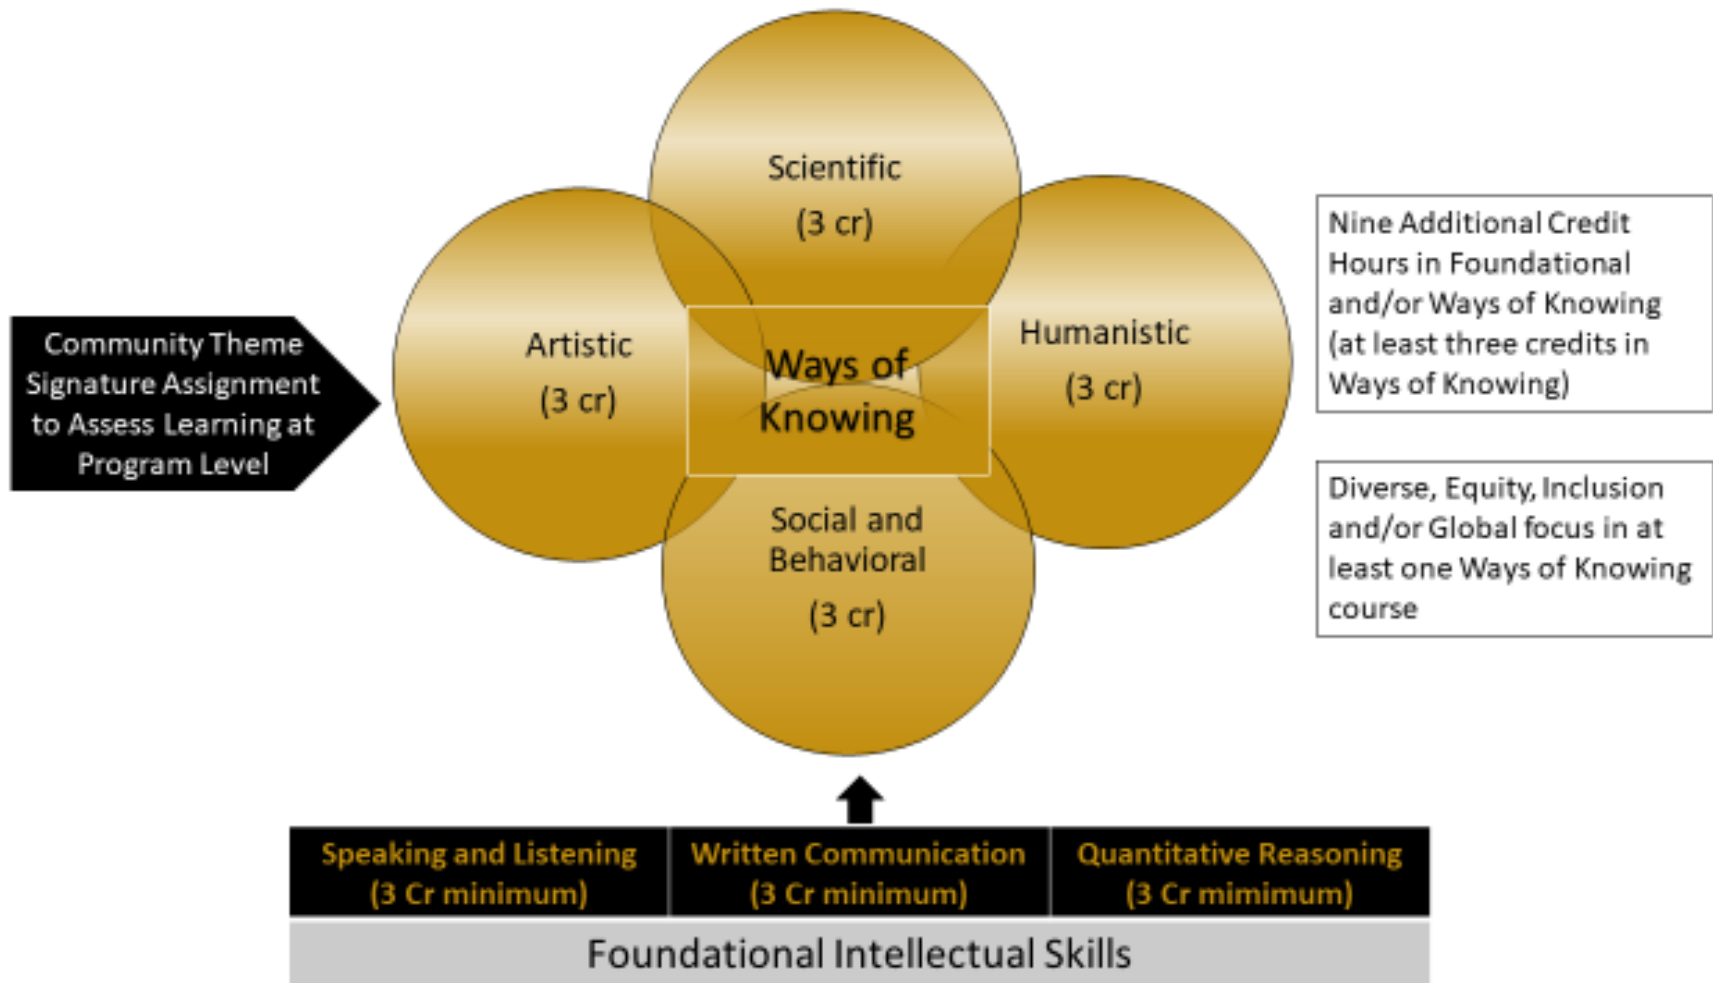 Scientific
(3 cr)
Artistic
(3 cr)
Ways of
Knowing
Humanistic
(3 cr)
Social and
Behavioral
(3 cr)
Community Theme
Signature Assignment
to Assess Learning at
Program Level
Nine Additional Credit
Hours in Foundational
and/or Ways of Knowing
(at least three credits in
Ways of Knowing)
Diverse, Equity, Inclusion
and/or Global focus in at
least one Ways of Knowing
course
Speaking and Listening
(3 Cr minimum)
Written Communication
(3 Cr minimum)
Quantitative Reasoning
(3 Cr mimimum)
Foundational Intellectual Skills